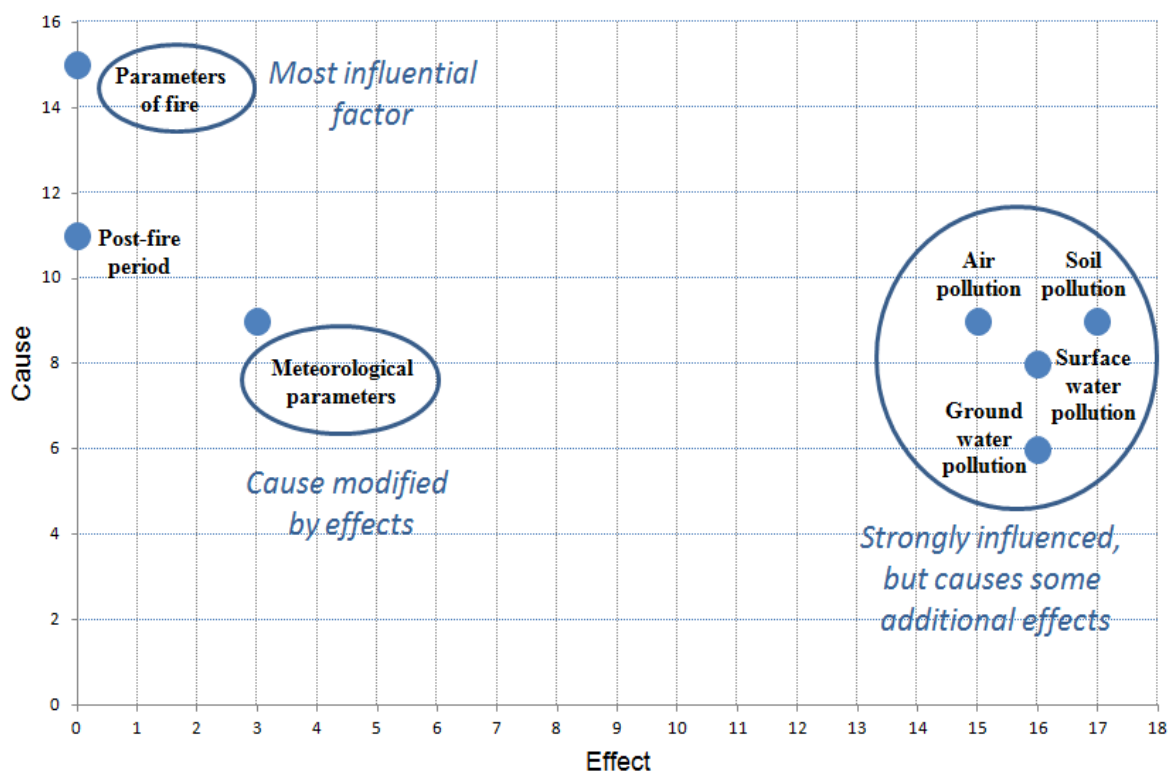 16
14
12
10
8
6
4
2
0
Cause
Parameters
of fire
Most influential
factor
Post-fire
period
Meteorological
parameters
Cause modified
by effects
Air
pollution
Soil
pollution
Surface
water
pollution
Ground
water
pollution
Strongly influenced,
but causes some
additional effects
0 1 2 3 4 5 6 7 8 9 10 11 12 13 14 15 16 17 18
Effect